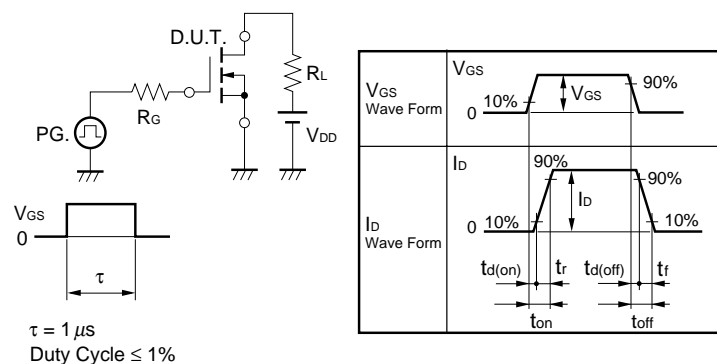 D.U.T.
RL
RG
PG.
VDD
VGS
0
τ
τ = 1 μs
Duty Cycle ≤ 1%
VGS
Wave Form
VGS
10%
0
VGS
90%
ID
Wave Form
ID
90%
10%
0
ID
90%
10%
td(on)
tr
td(off)
tf
ton
toff